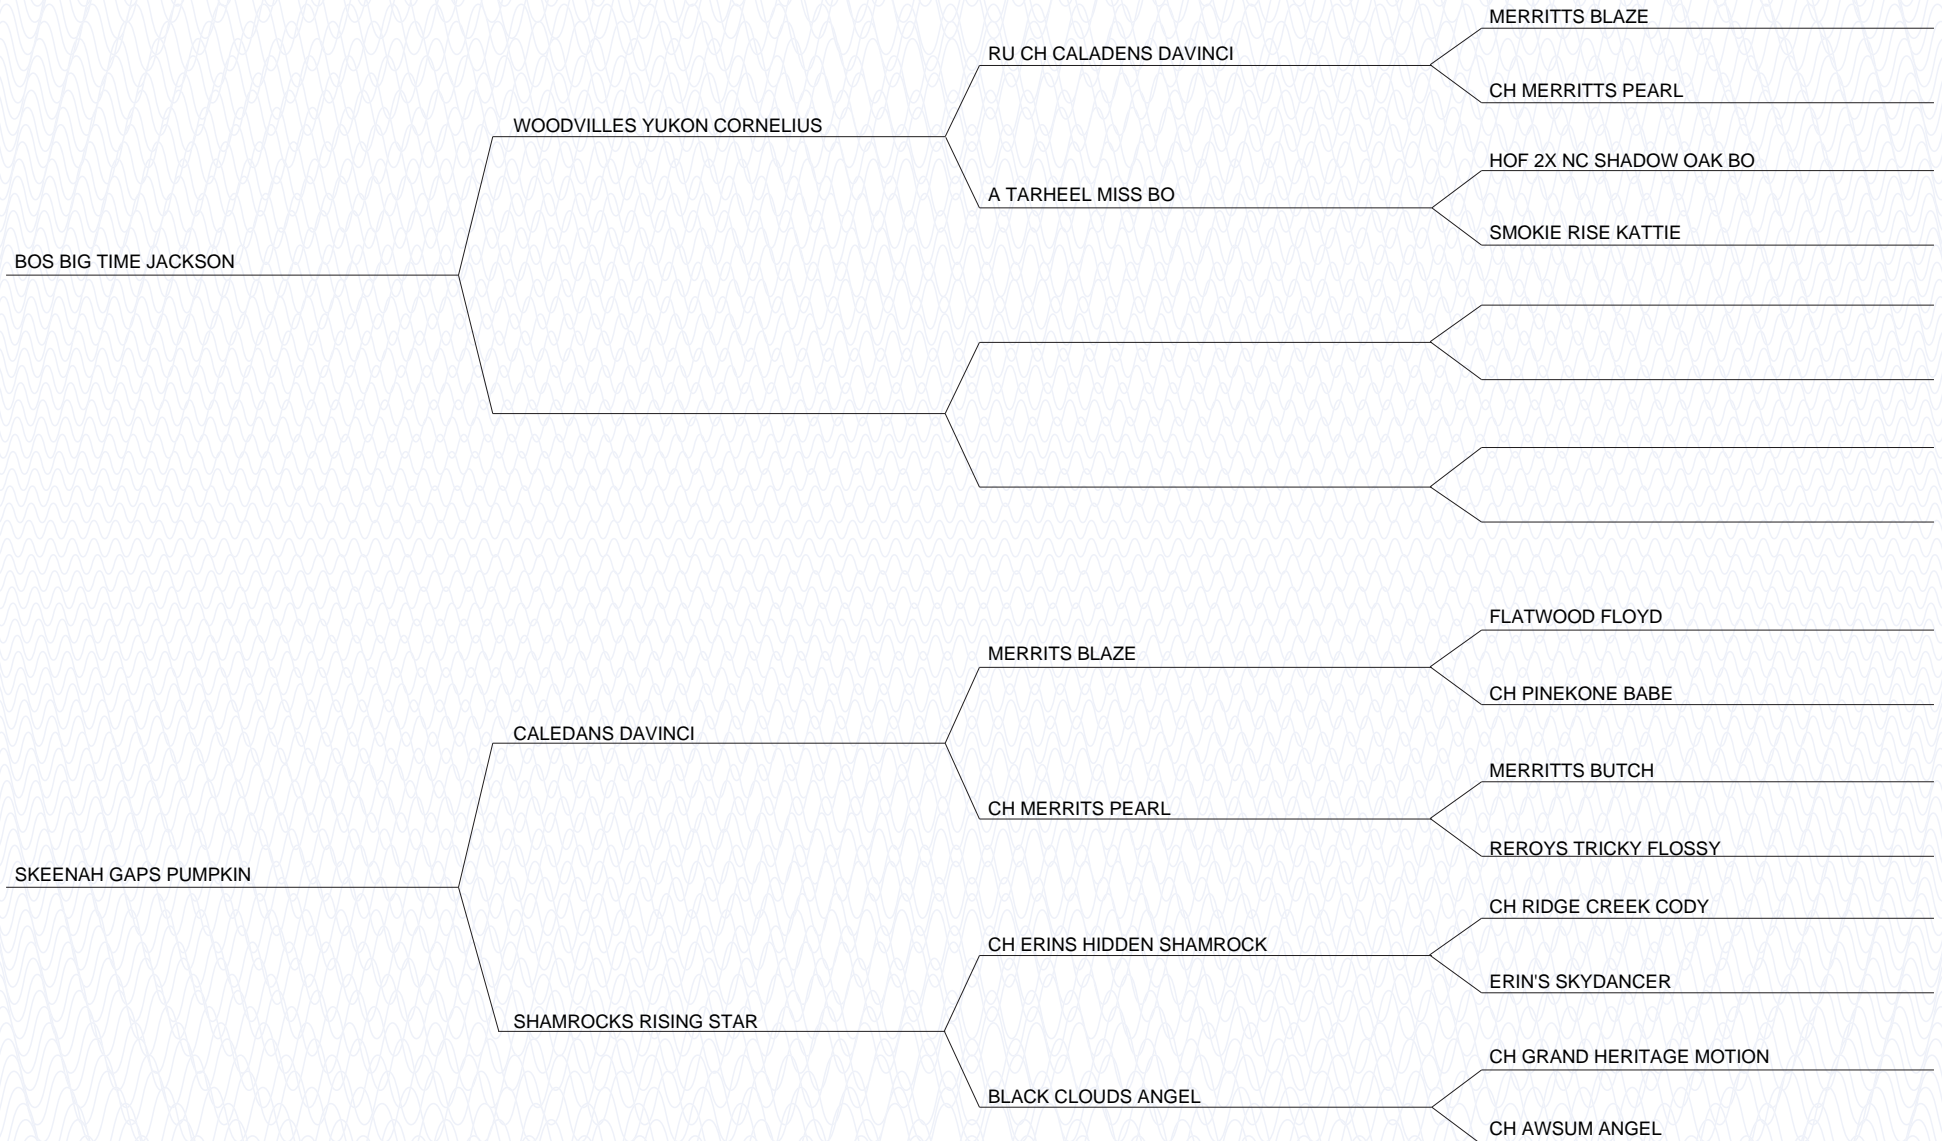 MERRITTS BLAZE
RU CH CALADENS DAVINCI
CH MERRITTS PEARL
WOODVILLES YUKON CORNELIUS
HOF 2X NC SHADOW OAK BO
A TARHEEL MISS BO
SMOKIE RISE KATTIE
BOS BIG TIME JACKSON
FLATWOOD FLOYD
MERRITS BLAZE
CH PINEKONE BABE
CALEDANS DAVINCI
MERRITTS BUTCH
CH MERRITS PEARL
REROYS TRICKY FLOSSY
SKEENAH GAPS PUMPKIN
CH RIDGE CREEK CODY
CH ERINS HIDDEN SHAMROCK
ERIN'S SKYDANCER
SHAMROCKS RISING STAR
CH GRAND HERITAGE MOTION
BLACK CLOUDS ANGEL
CH AWSUM ANGEL